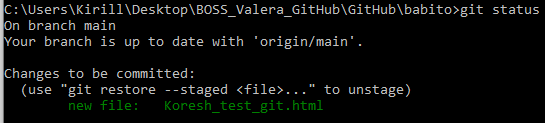 C:\Users\Kirill\Desktop\BOSS_Valera_GitHub\GitHub\babito>git status
On branch main
Your branch is up to date with 'origin/main'.
Changes to be committed:
(use "git restore --staged <file>..." to unstage)
new file: Koresh_test_git.html